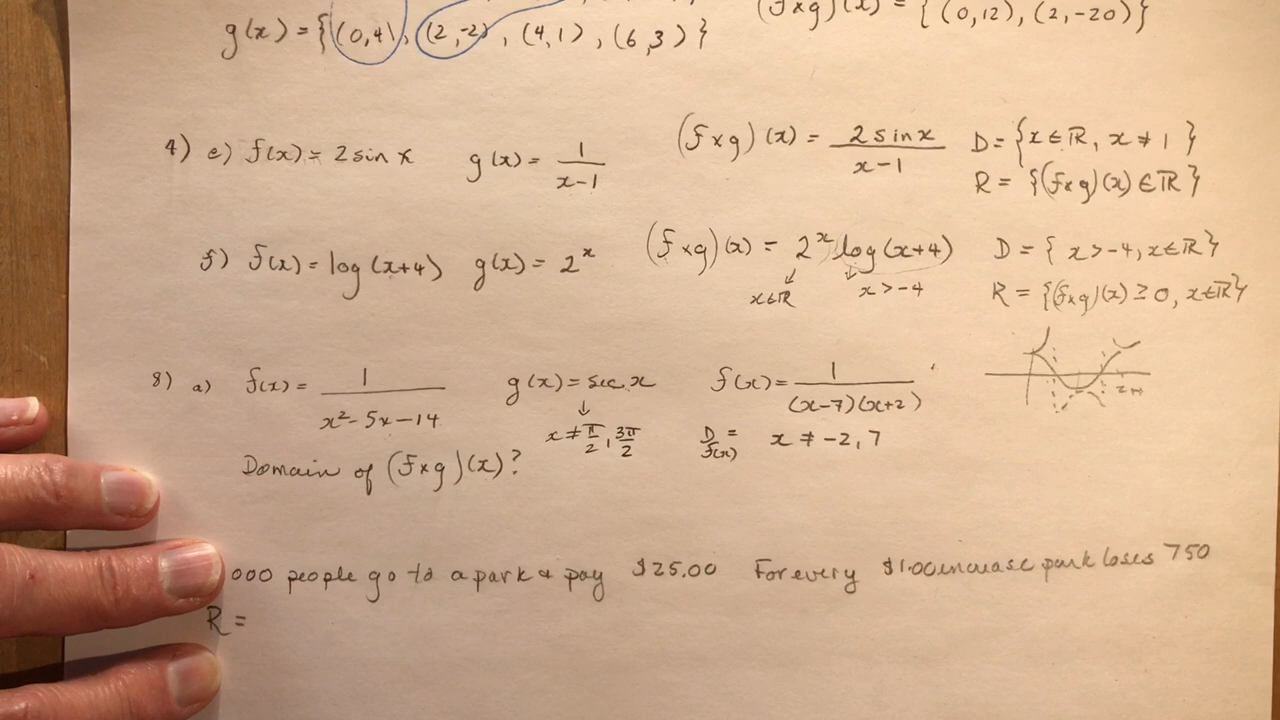 (f×g)(x) = {(0,12), (2,-20)}
g(x) = {(0,4), (2,-2), (4,1), (6,3)}
4) e) f(x) = 2 sin x g(x) = 1/(x-1) (f×g)(x) = 2 sin x/(x-1) D = {x∈ℝ, x≠1}
R = {(f×g)(x)∈ℝ}
f) f(x) = log(x+4) g(x) = 2^x (f×g)(x) = 2^x log(x+4) D = {x>-4, x∈ℝ}
x∈ℝ x>-4 R = {(f×g)(x) ≥ 0, x∈ℝ}
8) a) f(x) = 1/(x²-5x-14) g(x) = sec x f(x) = 1/((x-7)(x+2)) 2π
↓
x ≠ π/2, 3π/2 D f(x) = x ≠ -2, 7
Domain of (f×g)(x)?
000 people go to a park & pay $25.00 For every $1.00 increase park loses 750
R =